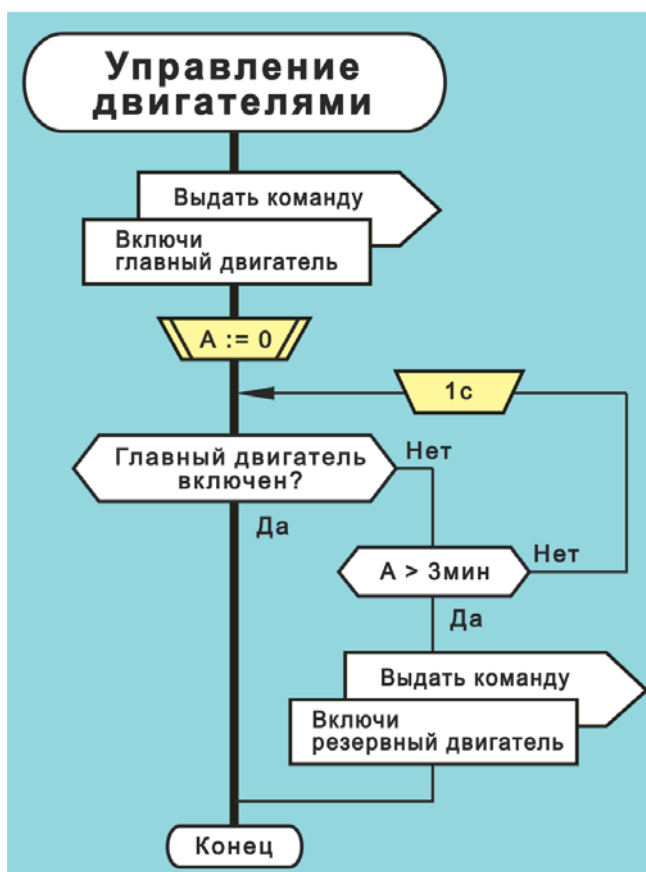 Управление
двигателями
Выдать команду
Включи
главный двигатель
А := 0
1с
Главный двигатель
включен?
Нет
Да
А > 3мин
Нет
Да
Выдать команду
Включи
резервный двигатель
Конец